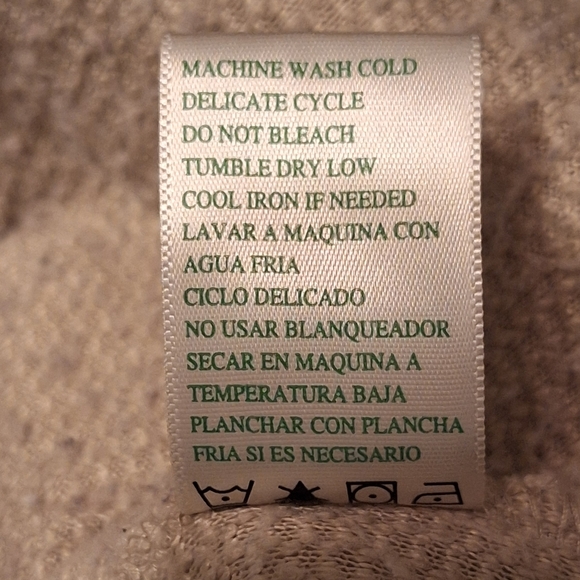 MACHINE WASH COLD
DELICATE CYCLE
DO NOT BLEACH
TUMBLE DRY LOW
COOL IRON IF NEEDED
LAVAR A MAQUINA CON
AGUA FRIA
CICLO DELICADO
NO USAR BLANQUEADOR
SECAR EN MAQUINA A
TEMPERATURA BAJA
PLANCHAR CON PLANCHA
FRIA SI ES NECESARIO